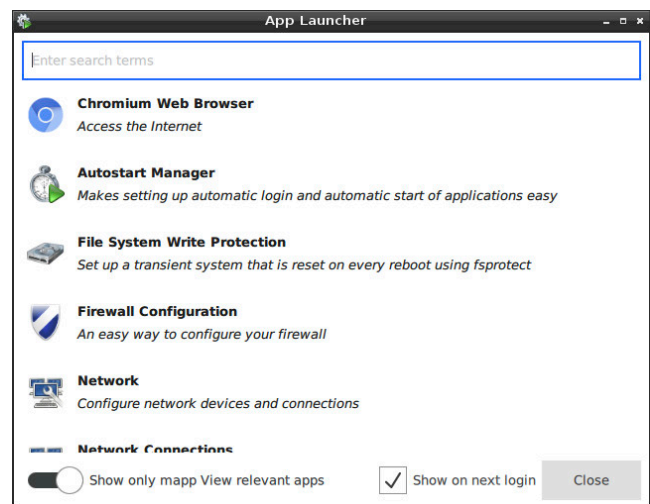 App Launcher
Enter search terms
Chromium Web Browser
Access the Internet
Autostart Manager
Makes setting up automatic login and automatic start of applications easy
File System Write Protection
Set up a transient system that is reset on every reboot using fsprotect
Firewall Configuration
An easy way to configure your firewall
Network
Configure network devices and connections
Network Connections
Show only mapp View relevant apps
Show on next login
Close